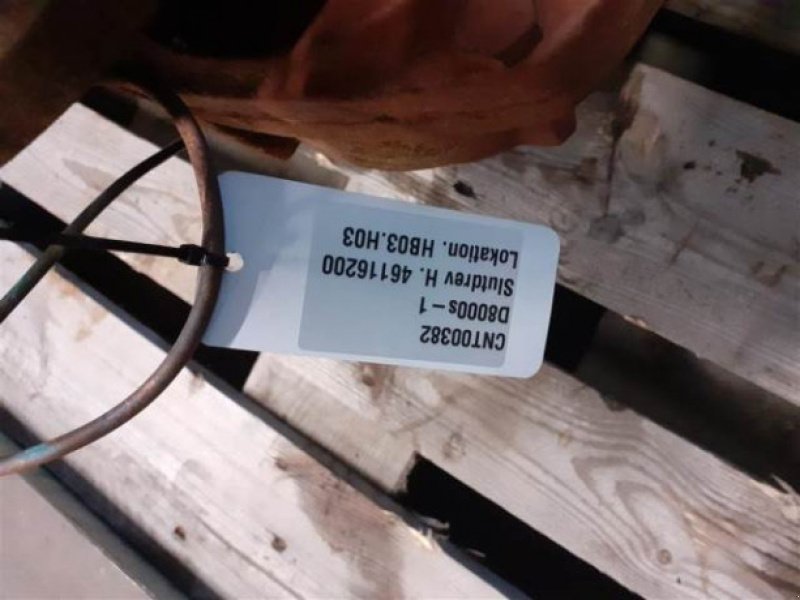 CNT00382
D8000s – 1
Slutdrev H. 46116200
Lokation. HB03.H03